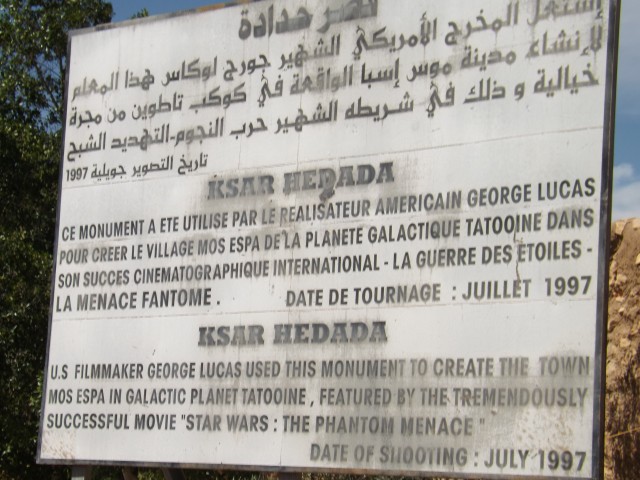 قصر حدادة
إستغل المخرج الأمريكي الشهير جورج لوكاس هذا المعلم
لإنشاء مدينة موس إسبا الواقعة في كوكب تاطوين من مجرة
خيالية و ذلك في شريطه الشهير حرب النجوم-التهديد الشبح
تاريخ التصوير جويلية 1997
KSAR HEDADA
CE MONUMENT A ETE UTILISE PAR LE REALISATEUR AMERICAIN GEORGE LUCAS
POUR CREER LE VILLAGE MOS ESPA DE LA PLANETE GALACTIQUE TATOOINE DANS
SON SUCCES CINEMATOGRAPHIQUE INTERNATIONAL - LA GUERRE DES ÉTOILES -
LA MENACE FANTOME . DATE DE TOURNAGE : JUILLET 1997
KSAR HEDADA
U.S FILMMAKER GEORGE LUCAS USED THIS MONUMENT TO CREATE THE TOWN
MOS ESPA IN GALACTIC PLANET TATOOINE , FEATURED BY THE TREMENDOUSLY
SUCCESSFUL MOVIE "STAR WARS : THE PHANTOM MENACE "
DATE OF SHOOTING : JULY 1997